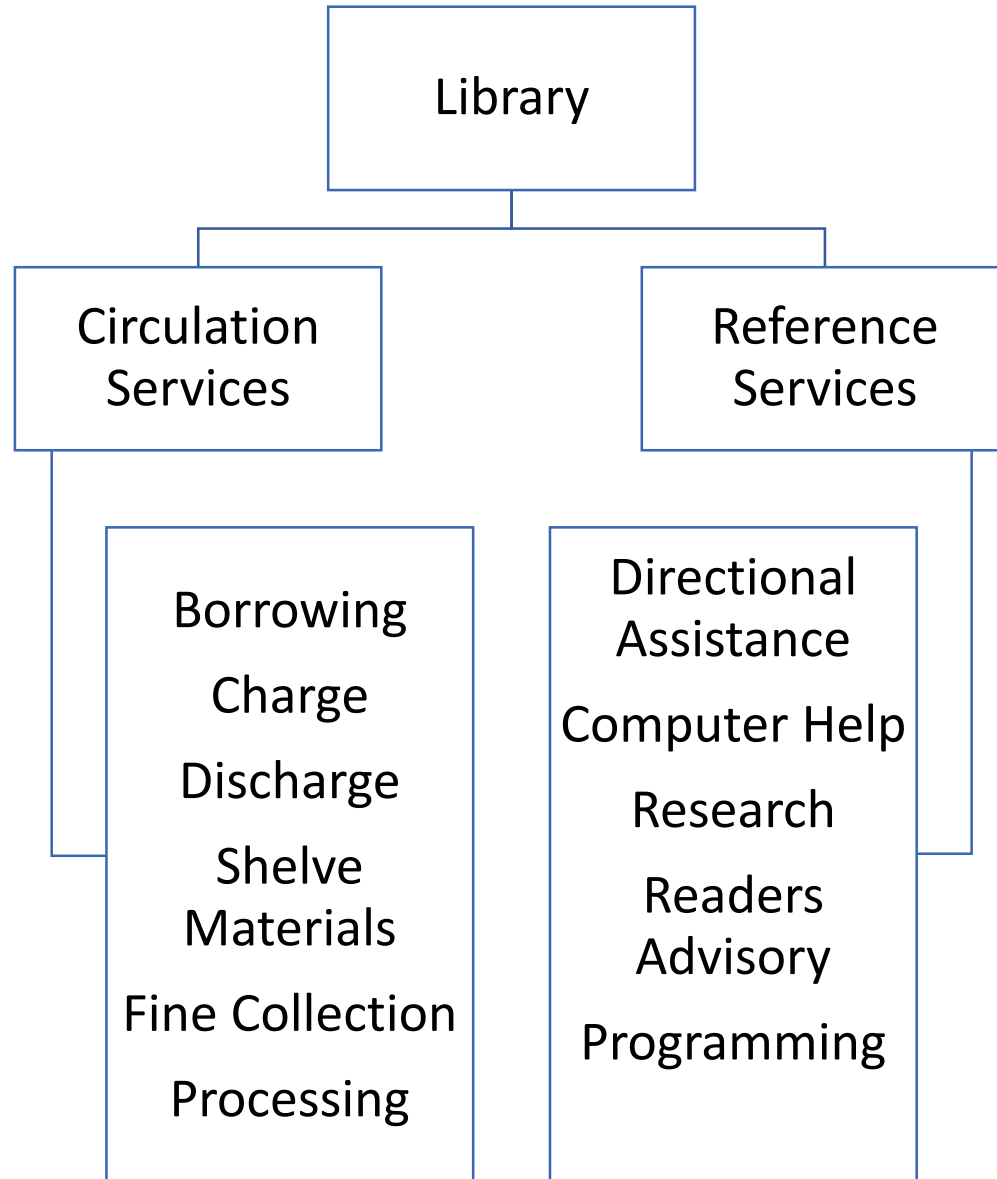 Library
Circulation
Services
Reference
Services
Borrowing
Charge
Discharge
Shelve
Materials
Fine Collection
Processing
Directional
Assistance
Computer Help
Research
Readers
Advisory
Programming